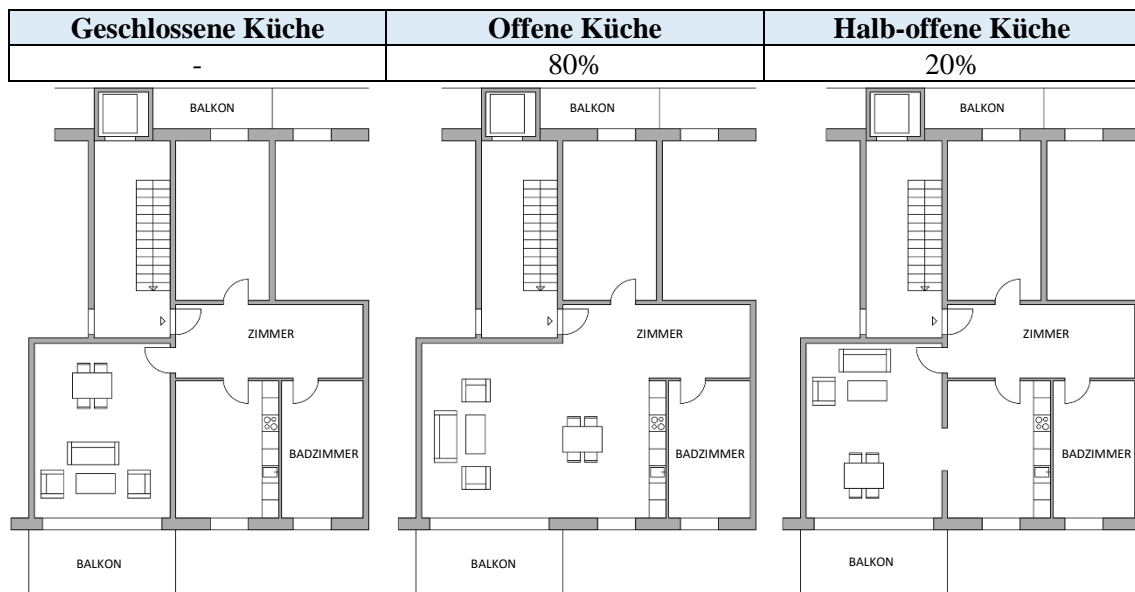 Geschlossene Küche Offene Küche Halb-offene Küche
- 80% 20%
BALKON BALKON BALKON
ZIMMER ZIMMER ZIMMER
BADZIMMER BADZIMMER BADZIMMER
BALKON BALKON BALKON